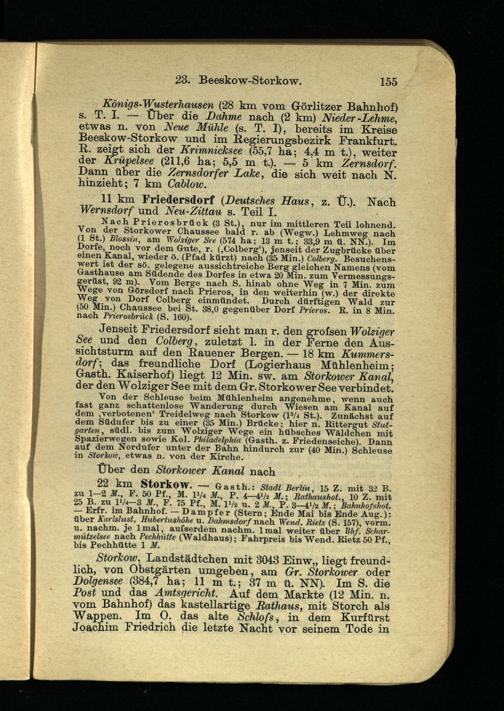 23. Beeskow-Storkow. 155
Königs-Wusterhausen (28 km vom Görlitzer Bahnhof)
s. T. I. — Über die Dahme nach (2 km) Nieder-Lehme,
etwas n. von Neue Mühle (s. T. I), bereits im Kreise
Beeskow-Storkow und im Regierungsbezirk Frankfurt.
R. zeigt sich der Krimnicksee (55,7 ha; 4,4 m t.), weiter
der Krüpelsee (211,6 ha; 5,5 m t.). — 5 km Zernsdorf.
Dann über die Zernsdorfer Lake, die sich weit nach N.
hinzieht; 7 km Cablow.
11 km Friedersdorf (Deutsches Haus, z. Ü.). Nach
Wernsdorf und Neu-Zittau s. Teil I.
Nach Prierosbrück (3 St.), nur im mittleren Teil lohnend.
Von der Storkower Chaussee bald r. ab (Wegw.) Lehmweg nach
(1 St.) Blossin, am Wolziger See (574 ha; 13 m t.; 33,9 m ü. NN.). Im
Dorfe, noch vor dem Gute, r. (‚Colberg‘), jenseit der Zugbrücke über
einen Kanal, wieder ö. (Pfad kürzt) nach (35 Min.) Colberg. Besuchens-
wert ist der sö. gelegene aussichtreiche Berg gleichen Namens (vom
Gasthause am Südende des Dorfes in etwa 20 Min. zum Vermessungs-
gerüst, 92 m). Vom Berge nach S. hinab ohne Weg in 7 Min. zum
Wege von Görsdorf nach Prieros, in den weiterhin (w.) der direkte
Weg von Dorf Colberg einmündet. Durch dürftigen Wald zur
(50 Min.) Chaussee bei St. 38,0 gegenüber Dorf Prieros. R. in 8 Min.
nach Prierosbrück (S. 160).
Jenseit Friedersdorf sieht man r. den großen Wolziger
See und den Colberg, zuletzt l. in der Ferne den Aus-
sichtsturm auf den Rauener Bergen. — 18 km Kummers-
dorf; das freundliche Dorf (Logierhaus Mühlenheim;
Gasth. Kaiserhof) liegt 12 Min. sw. am Storkower Kanal,
der den Wolziger See mit dem Gr. Storkower See verbindet.
Von der Schleuse beim Mühlenheim angenehme, wenn auch
fast ganz schattenlose Wanderung durch Wiesen am Kanal auf
dem ‚verbotenen‘ Treidelweg nach Storkow (1³/₄ St.). Zunächst auf
dem Südufer bis zu einer (35 Min.) Brücke; hier n. Rittergut Stut-
garten, südl. bis zum Wolziger Wege ein hübsches Wäldchen mit
Spazierwegen sowie Kol. Philadelphia (Gasth. z. Friedenseiche). Dann
auf dem Nordufer unter der Bahn hindurch zur (40 Min.) Schleuse
in Storkow, etwas n. von der Kirche.
Über den Storkower Kanal nach
22 km Storkow. — Gasth.: Stadt Berlin, 15 Z. mit 32 B.
zu 1—2 M., F. 50 Pf., M. 1¹/₄ M., P. 4—4¹/₂ M.; Rathaushot., 10 Z. mit
25 B. zu 1¹/₄—3 M., F. 75 Pf., M. 1¹/₂ u. 2 M., P. 3—4¹/₂ M.; Bahnhofshot.
— Erfr. im Bahnhof. — Dampfer (Stern; Ende Mai bis Ende Aug.):
über Karlslust, Hubertushöhe u. Dahmsdorf nach Wend. Rietz (S. 157), vorm.
u. nachm. je 1 mal, außerdem nachm. 1 mal weiter über Bhf. Schar-
mützelsee nach Pechhütte (Waldhaus); Fahrpreis bis Wend. Rietz 50 Pf.,
bis Pechhütte 1 M.
Storkow, Landstädtchen mit 3043 Einw., liegt freund-
lich, von Obstgärten umgeben, am Gr. Storkower oder
Dolgensee (384,7 ha; 11 m t.; 37 m ü. NN). Im S. die
Post und das Amtsgericht. Auf dem Markte (12 Min. n.
vom Bahnhof) das kastellartige Rathaus, mit Storch als
Wappen. Im O. das alte Schloß, in dem Kurfürst
Joachim Friedrich die letzte Nacht vor seinem Tode in